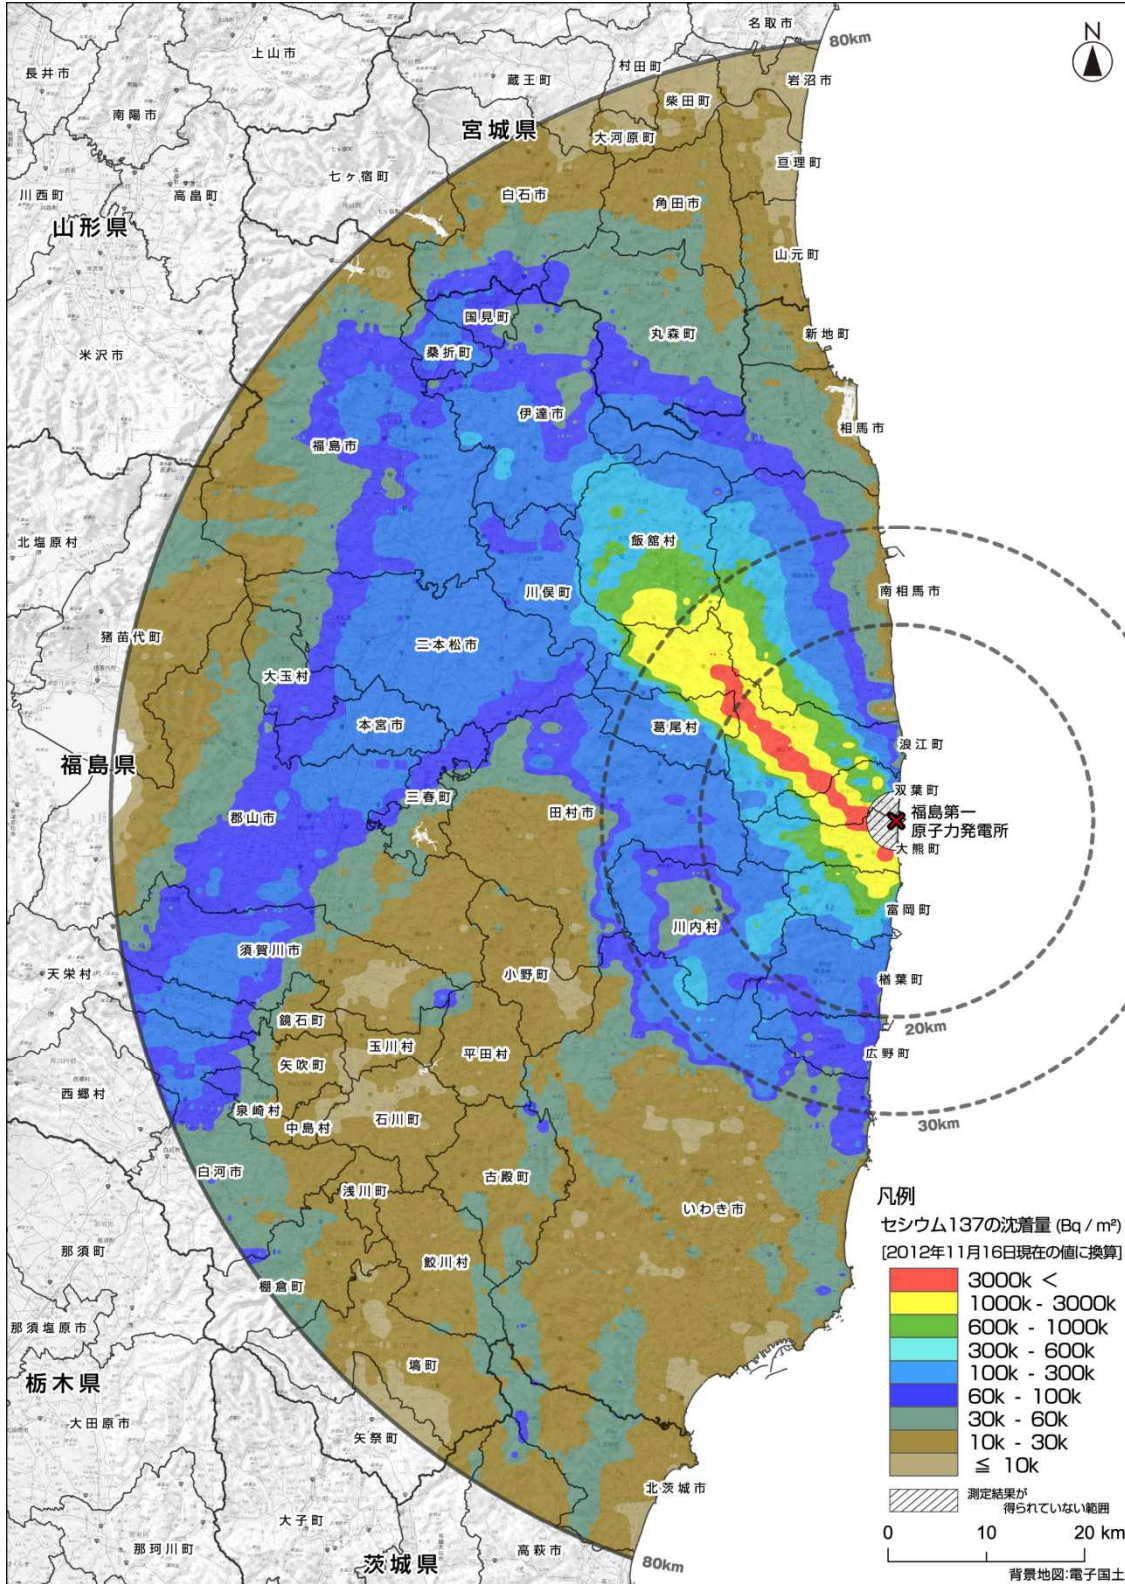 名取市
80km
N
上山市
村田町
長井市
蔵王町
岩沼市
柴田町
南陽市
宮城県
大河原町
亘理町
七ヶ宿町
川西町
高畠町
白石市
角田市
山形県
山元町
国見町
丸森町
新地町
米沢市
桑折町
伊達市
相馬市
福島市
北塩原村
飯舘村
川俣町
南相馬市
猪苗代町
二本松市
大玉村
本宮市
葛尾村
浪江町
福島県
双葉町
三春町
田村市
郡山市
福島第一
原子力発電所
大熊町
富岡町
川内村
須賀川市
天栄村
小野町
楢葉町
鏡石町
20km
玉川村
平田村
広野町
矢吹町
西郷村
泉崎村
石川町
中島村
30km
白河市
古殿町
浅川町
いわき市
那須町
鮫川村
棚倉町
那須塩原市
塙町
栃木県
大田原市
矢祭町
北茨城市
大子町
那珂川町
高萩市
茨城県
80km
凡例
セシウム137の沈着量 (Bq / m²)
[2012年11月16日現在の値に換算]
3000k <
1000k - 3000k
600k - 1000k
300k - 600k
100k - 300k
60k - 100k
30k - 60k
10k - 30k
≦ 10k
測定結果が
得られていない範囲
0 10 20 km
背景地図:電子国土